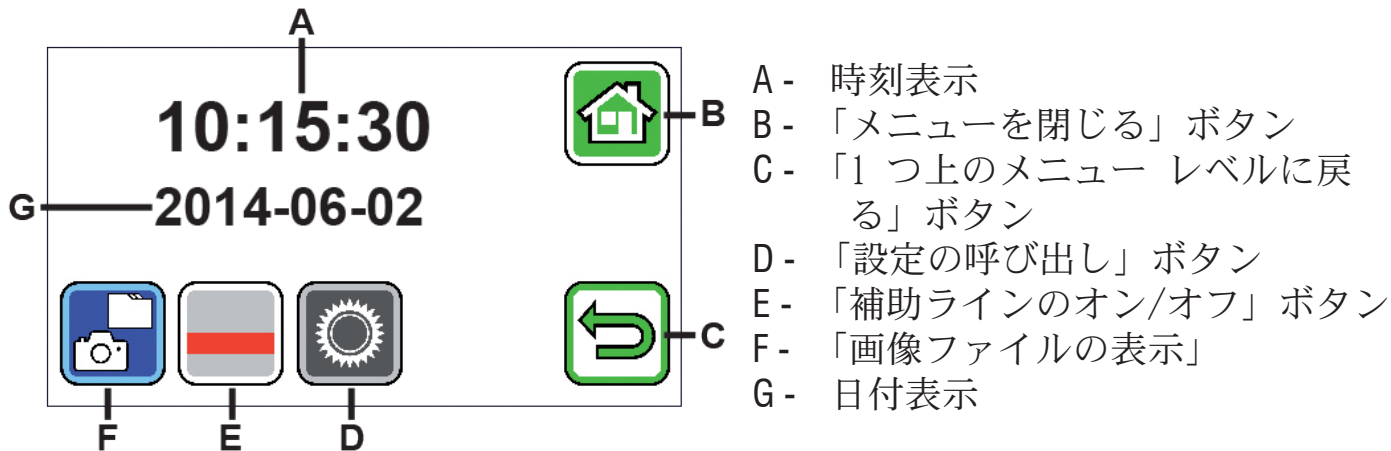 A
10:15:30
B
G
2014-06-02
C
F
E
D
A - 時刻表示
B - 「メニューを閉じる」ボタン
C - 「1 つ上のメニュー レベルに戻
る」ボタン
D - 「設定の呼び出し」ボタン
E - 「補助ラインのオン/オフ」ボタン
F - 「画像ファイルの表示」
G - 日付表示